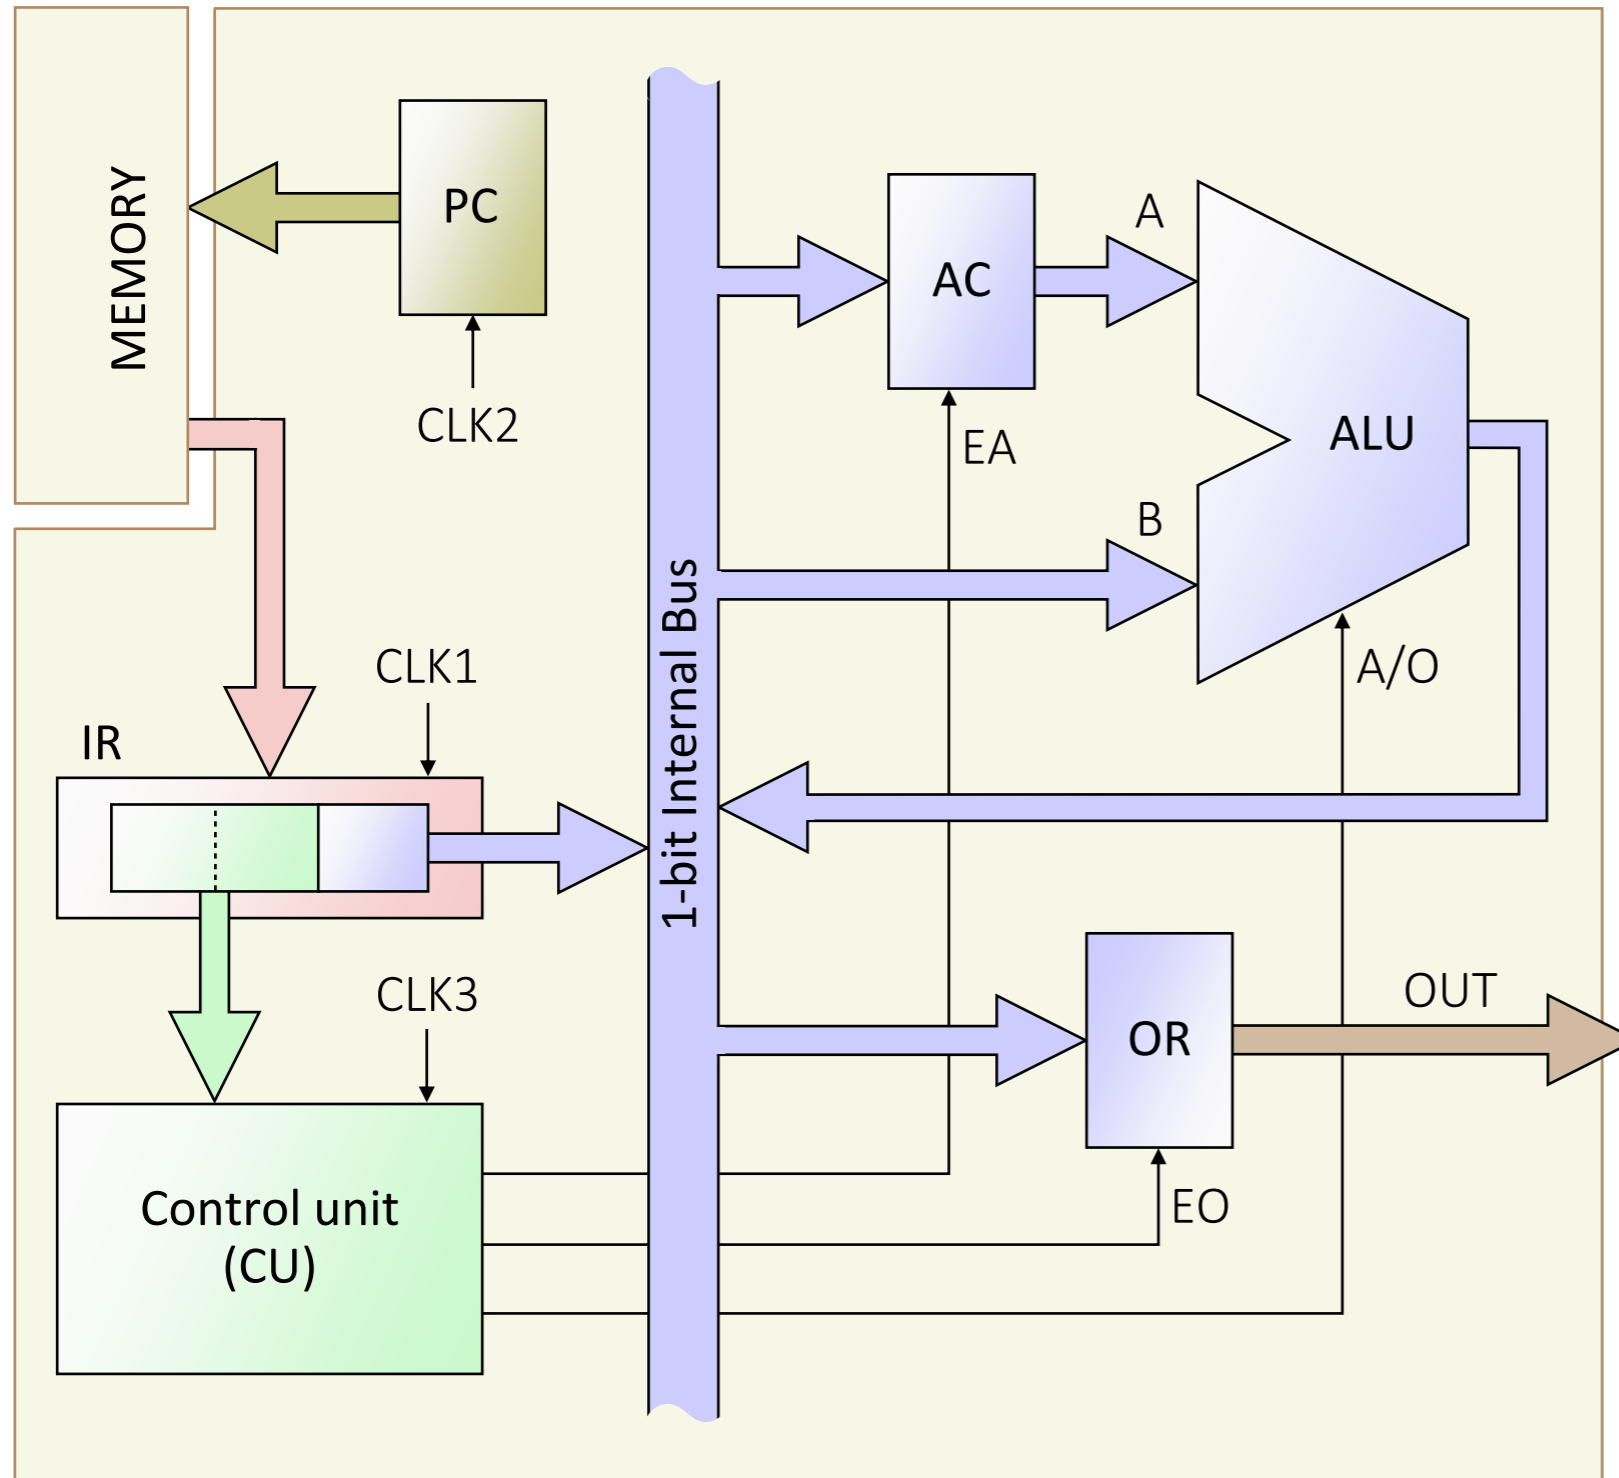 MEMORY
PC
CLK2
AC
A
EA
ALU
B
A/O
1-bit Internal Bus
CLK1
IR
CLK3
OR
OUT
EO
Control unit
(CU)